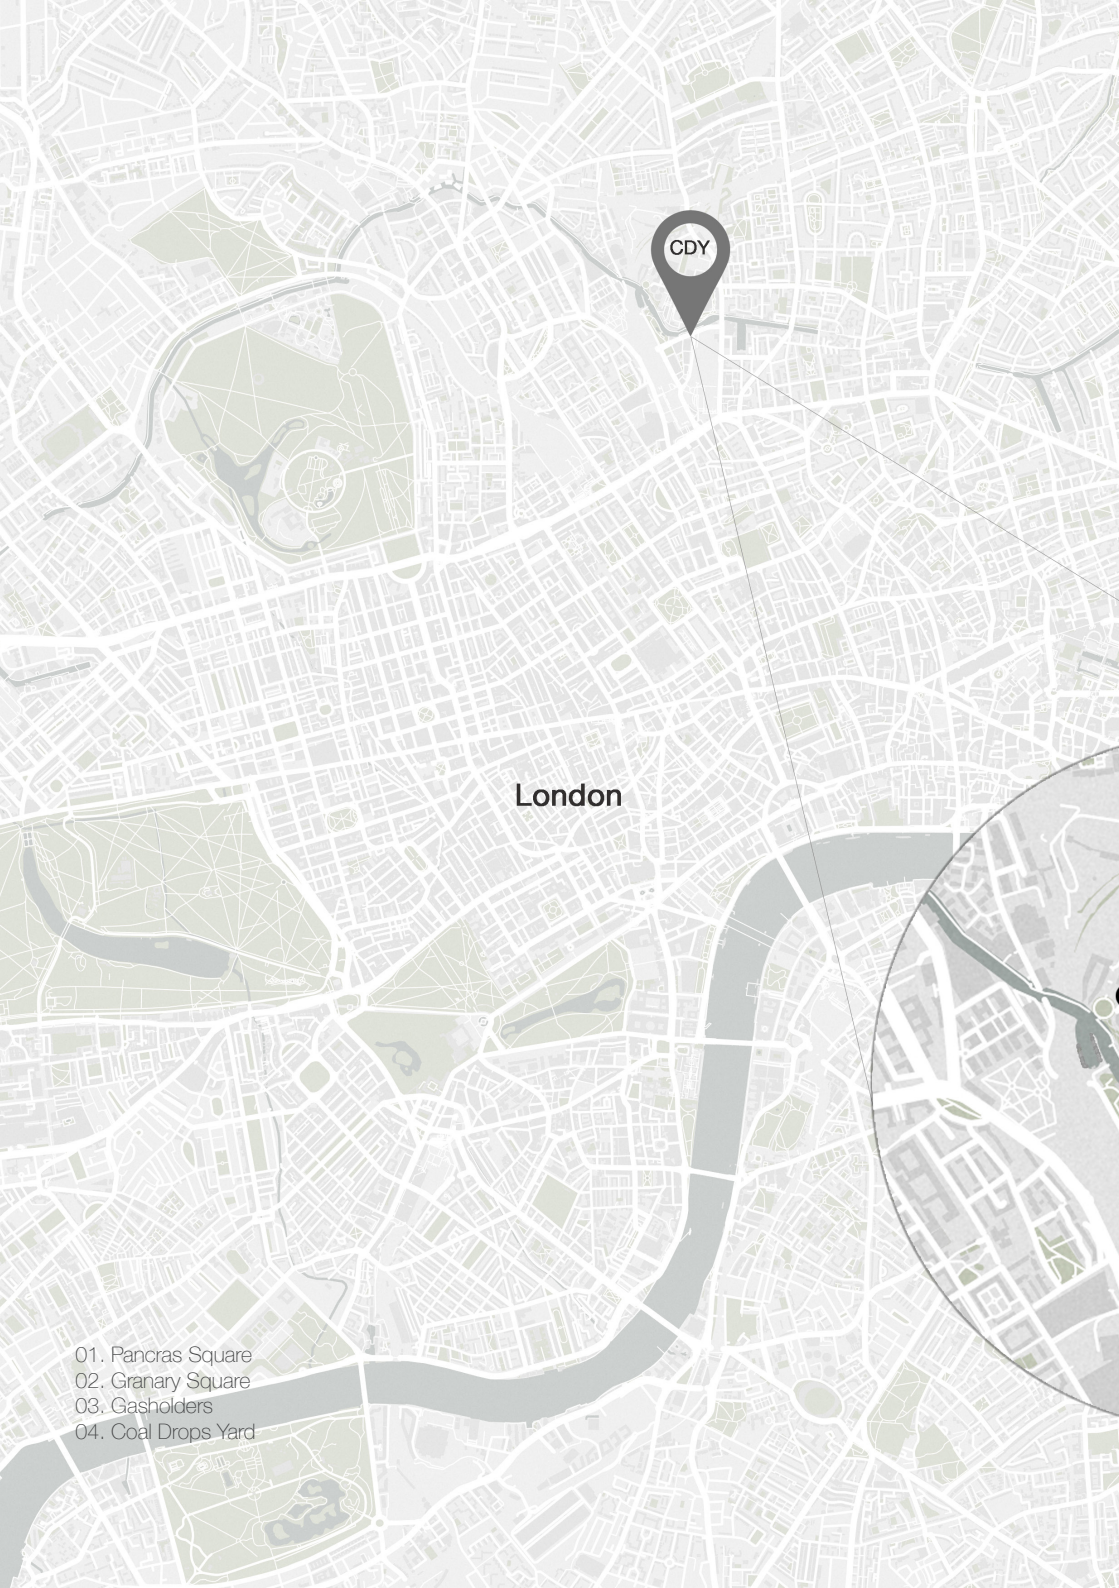 CDY
London
01. Pancras Square
02. Granary Square
03. Gasholders
04. Coal Drops Yard